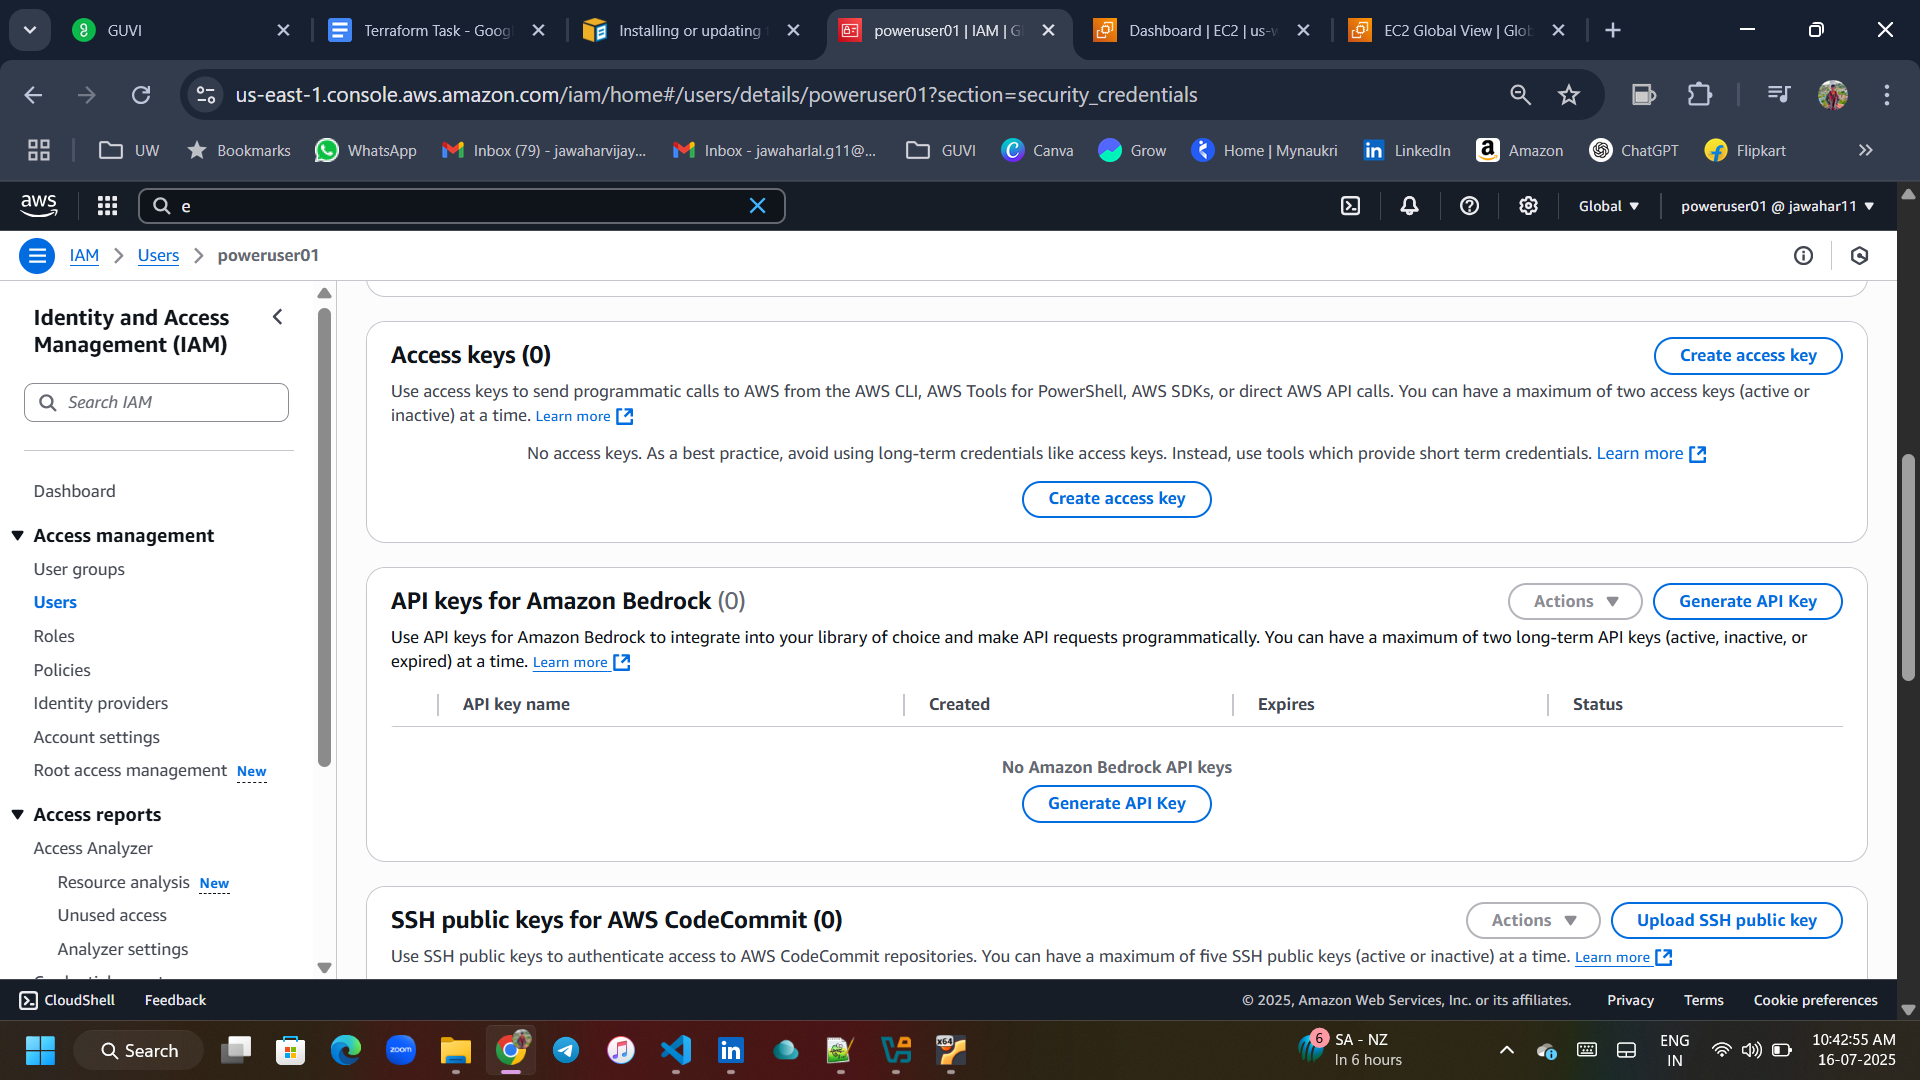 GUVI
Terraform Task - Goog
Installing or updating
poweruser01 | IAM | G
Dashboard | EC2 | us-w
EC2 Global View | Glob
us-east-1.console.aws.amazon.com/iam/home#/users/details/poweruser01?section=security_credentials
UW
Bookmarks
WhatsApp
Inbox (79) - jawaharvijay...
Inbox - jawaharlal.g11@...
GUVI
Canva
Grow
Home | Mynaukri
LinkedIn
Amazon
ChatGPT
Flipkart
aws
e
Global
poweruser01 @ jawahar11
IAM
Users
poweruser01
Identity and Access
Management (IAM)
Search IAM
Dashboard
Access management
User groups
Users
Roles
Policies
Identity providers
Account settings
Root access management New
Access reports
Access Analyzer
Resource analysis New
Unused access
Analyzer settings
Access keys (0)
Create access key
Use access keys to send programmatic calls to AWS from the AWS CLI, AWS Tools for PowerShell, AWS SDKs, or direct AWS API calls. You can have a maximum of two access keys (active or
inactive) at a time. Learn more
No access keys. As a best practice, avoid using long-term credentials like access keys. Instead, use tools which provide short term credentials. Learn more
Create access key
API keys for Amazon Bedrock (0)
Actions
Generate API Key
Use API keys for Amazon Bedrock to integrate into your library of choice and make API requests programmatically. You can have a maximum of two long-term API keys (active, inactive, or
expired) at a time. Learn more
API key name
Created
Expires
Status
No Amazon Bedrock API keys
Generate API Key
SSH public keys for AWS CodeCommit (0)
Actions
Upload SSH public key
Use SSH public keys to authenticate access to AWS CodeCommit repositories. You can have a maximum of five SSH public keys (active or inactive) at a time. Learn more
CloudShell
Feedback
© 2025, Amazon Web Services, Inc. or its affiliates.
Privacy
Terms
Cookie preferences
Search
zoom
x64
6
SA - NZ
In 6 hours
ENG
IN
10:42:55 AM
16-07-2025